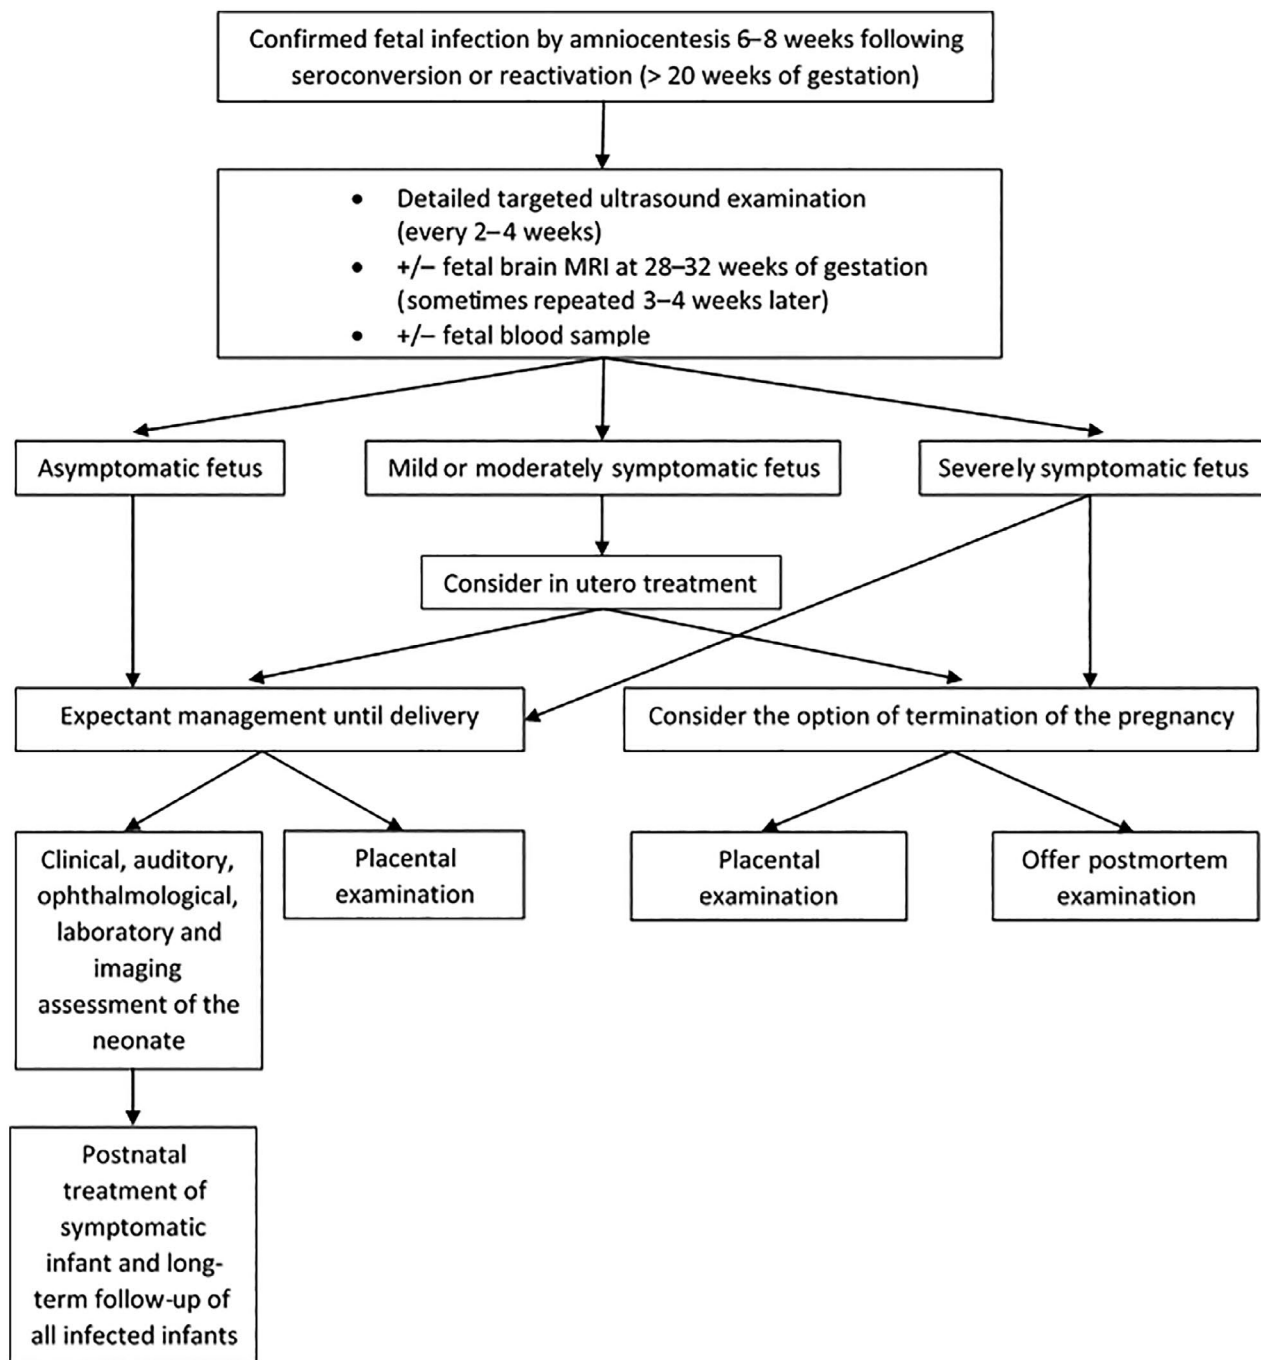 Confirmed fetal infection by amniocentesis 6–8 weeks following
seroconversion or reactivation (> 20 weeks of gestation)
• Detailed targeted ultrasound examination
(every 2–4 weeks)
• +/– fetal brain MRI at 28–32 weeks of gestation
(sometimes repeated 3–4 weeks later)
• +/– fetal blood sample
Asymptomatic fetus
Mild or moderately symptomatic fetus
Severely symptomatic fetus
Consider in utero treatment
Expectant management until delivery
Consider the option of termination of the pregnancy
Clinical, auditory,
ophthalmological,
laboratory and
imaging
assessment of the
neonate
Placental
examination
Placental
examination
Offer postmortem
examination
Postnatal
treatment of
symptomatic
infant and long-
term follow-up of
all infected infants